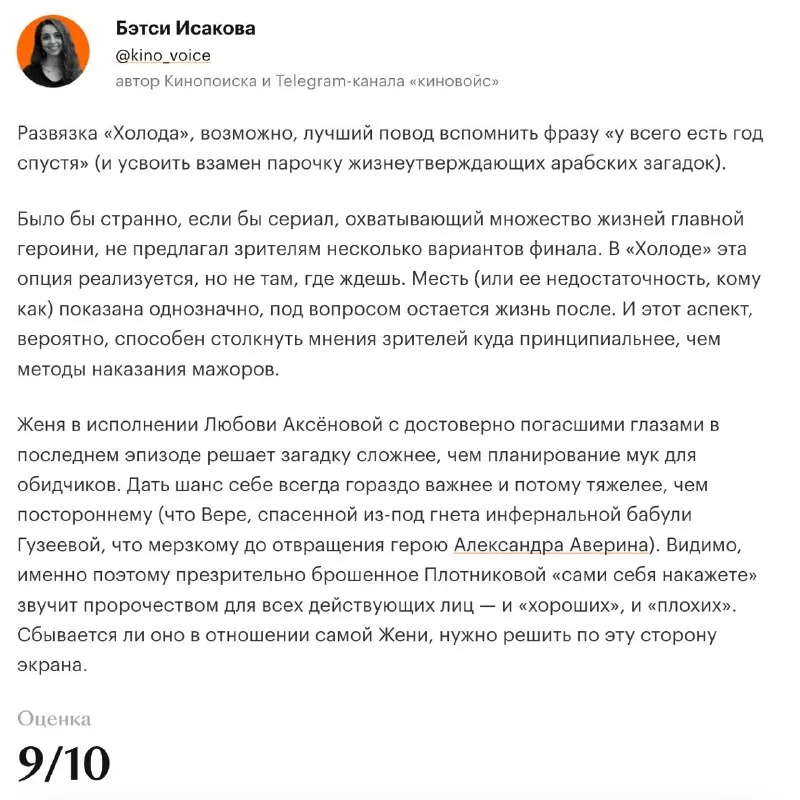 Бэтси Исакова
@kino_voice
автор Кинопоиска и Telegram-канала «киновойс»
Развязка «Холода», возможно, лучший повод вспомнить фразу «у всего есть год
спустя» (и усвоить взамен парочку жизнеутверждающих арабских загадок).
Было бы странно, если бы сериал, охватывающий множество жизней главной
героини, не предлагал зрителям несколько вариантов финала. В «Холоде» эта
опция реализуется, но не там, где ждешь. Месть (или ее недостаточность, кому
как) показана однозначно, под вопросом остается жизнь после. И этот аспект,
вероятно, способен столкнуть мнения зрителей куда принципиальнее, чем
методы наказания мажоров.
Женя в исполнении Любови Аксёновой с достоверно погасшими глазами в
последнем эпизоде решает загадку сложнее, чем планирование мук для
обидчиков. Дать шанс себе всегда гораздо важнее и потому тяжелее, чем
постороннему (что Вере, спасенной из-под гнета инфернальной бабули
Гузеевой, что мерзкому до отвращения герою Александра Аверина). Видимо,
именно поэтому презрительно брошенное Плотниковой «сами себя накажете»
звучит пророчеством для всех действующих лиц — и «хороших», и «плохих».
Сбывается ли оно в отношении самой Жени, нужно решить по эту сторону
экрана.
Оценка
9/10